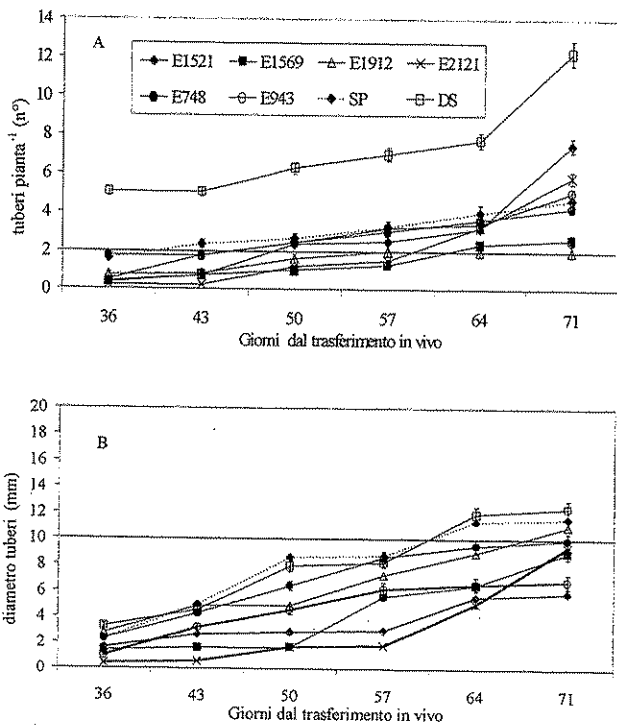 14
12
10
8
6
4
2
0
tuberi pianta⁻¹ (n°)
A
E1521 E1569 E1912 E2121
E748 E943 SP DS
36 43 50 57 64 71
Giorni dal trasferimento in vivo
20
18
16
14
12
10
8
6
4
2
0
diametro tuberi (mm)
B
36 43 50 57 64 71
Giorni dal trasferimento in vivo